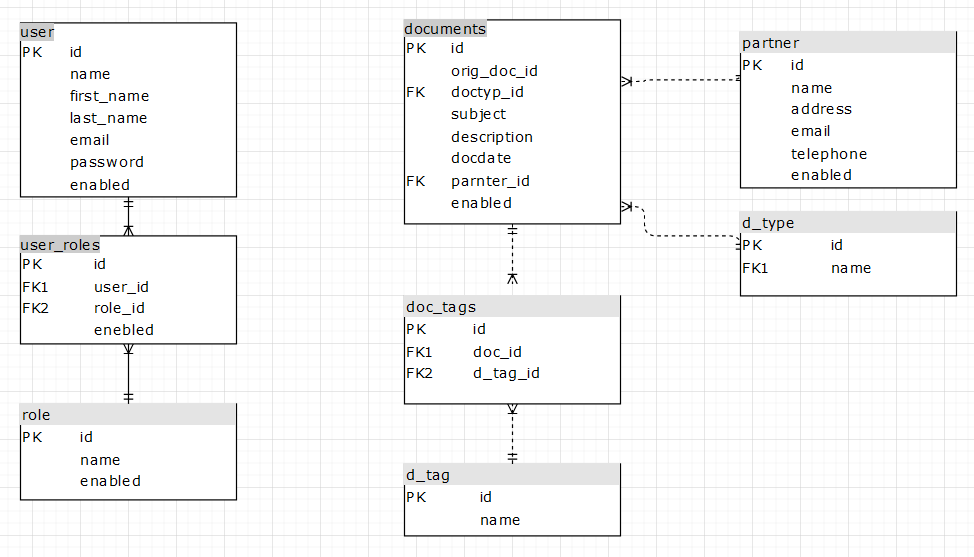 user
PK id
name
first_name
last_name
email
password
enabled
user_roles
PK id
FK1 user_id
FK2 role_id
enebled
role
PK id
name
enabled
documents
PK id
orig_doc_id
FK doctyp_id
subject
description
docdate
FK parnter_id
enabled
doc_tags
PK id
FK1 doc_id
FK2 d_tag_id
d_tag
PK id
name
partner
PK id
name
address
email
telephone
enabled
d_type
PK id
FK1 name